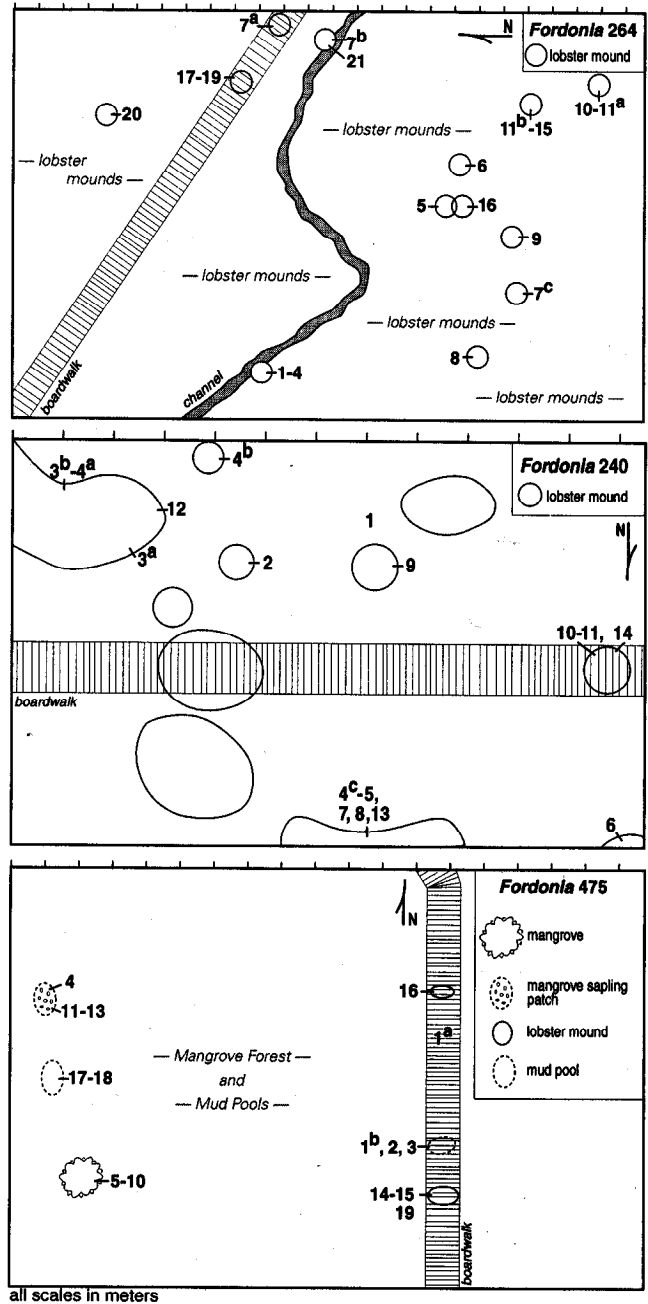 Fordonia 264
lobster mound
N
7a
7b
21
17-19
20
10-11a
11b-15
— lobster mounds —
— lobster
mounds —
6
5
16
9
— lobster mounds —
7c
— lobster mounds —
8
1-4
channel
boardwalk
— lobster mounds —
Fordonia 240
lobster mound
N
3b-4a
4b
12
1
3a
2
9
10-11, 14
boardwalk
4c-5,
7, 8,13
6
Fordonia 475
mangrove
mangrove sapling
patch
lobster mound
mud pool
N
4
11-13
16
1a
17-18
— Mangrove Forest —
and
— Mud Pools —
1b, 2, 3
5-10
14-15
19
boardwalk
all scales in meters